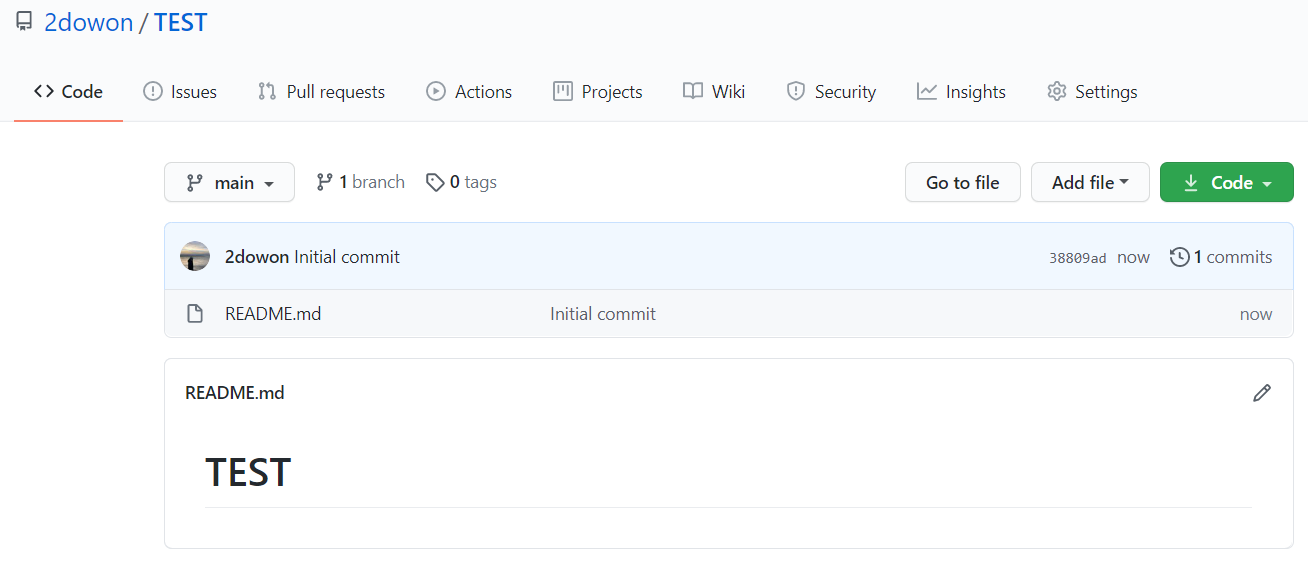 2dowon / TEST
Code Issues Pull requests Actions Projects Wiki Security Insights Settings
main 1 branch 0 tags Go to file Add file Code
2dowon Initial commit 38809ad now 1 commits
README.md Initial commit now
README.md
TEST